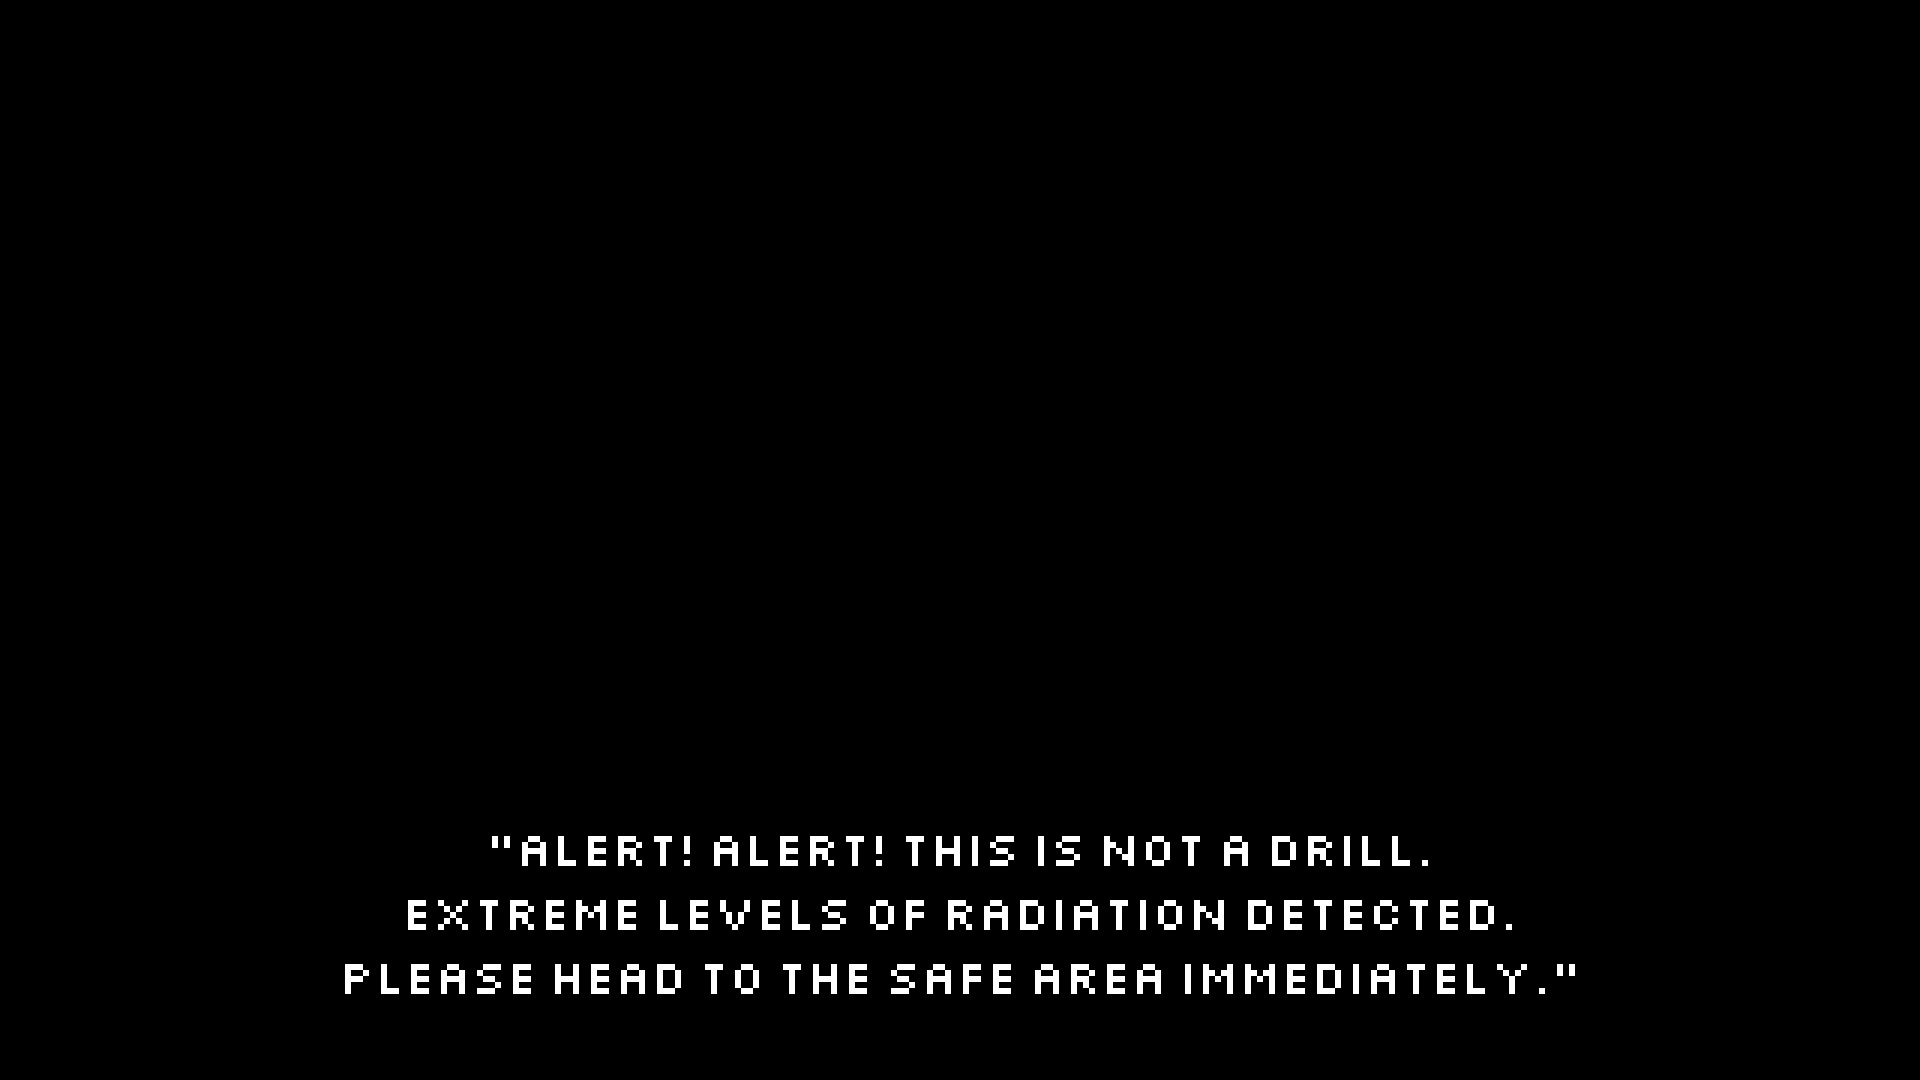 "ALERT! ALERT! THIS IS NOT A DRILL.
EXTREME LEVELS OF RADIATION DETECTED.
PLEASE HEAD TO THE SAFE AREA IMMEDIATELY."